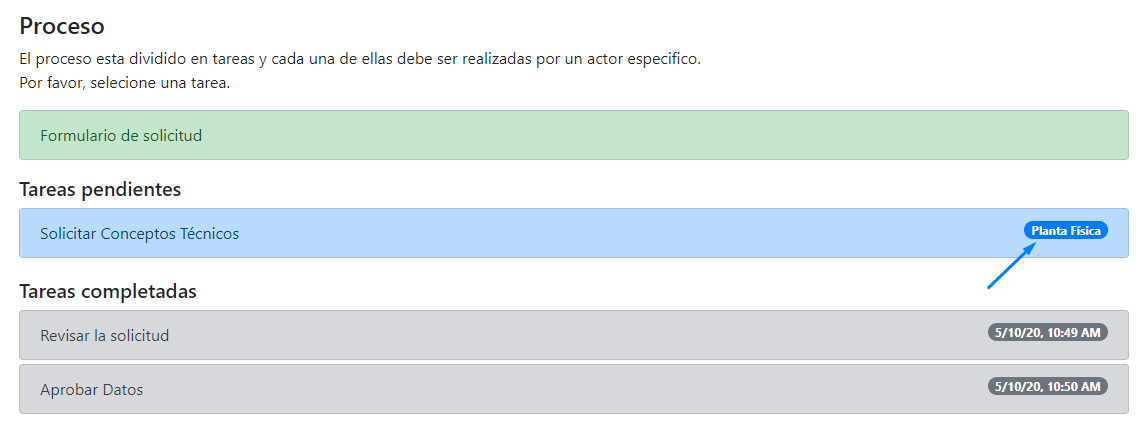 Proceso
El proceso esta dividido en tareas y cada una de ellas debe ser realizadas por un actor especifico.
Por favor, selecione una tarea.
Formulario de solicitud
Tareas pendientes
Solicitar Conceptos Técnicos Planta Física
Tareas completadas
Revisar la solicitud 5/10/20, 10:49 AM
Aprobar Datos 5/10/20, 10:50 AM